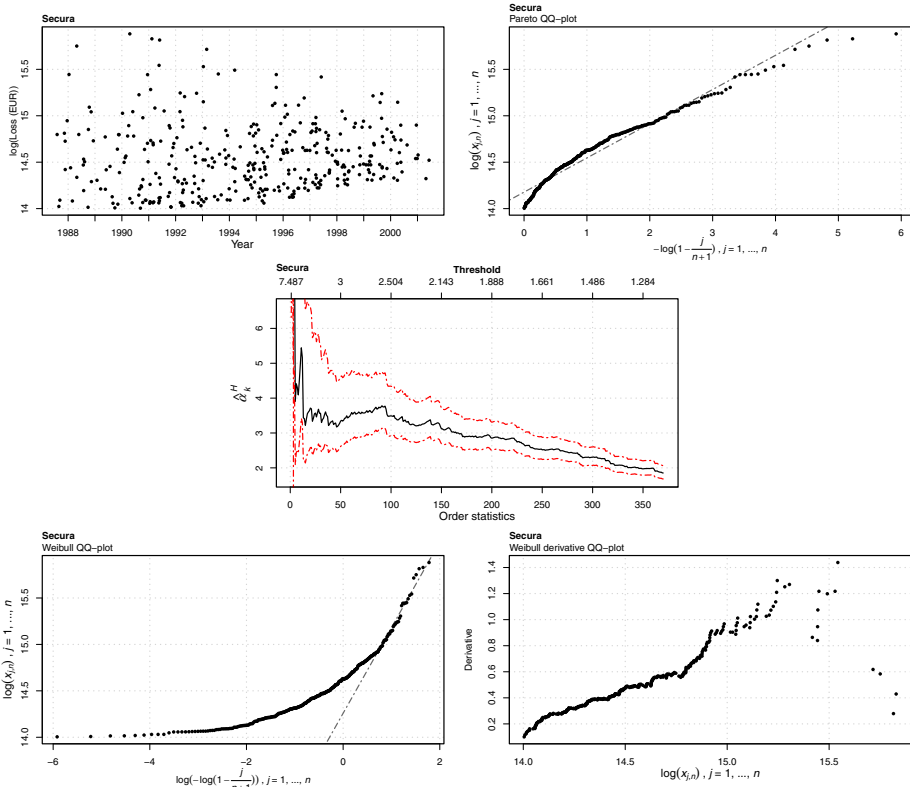 Secura
log(Loss (EUR))
15.5
15
14.5
14
1988 1990 1992 1994 1996 1998 2000
Year
Secura
Pareto QQ−plot
log(x_{j,n}) , j = 1, ..., n
15.5
15.0
14.5
14.0
0 1 2 3 4 5 6
−log(1−j/(n+1)) , j = 1, ..., n
Secura Threshold
7.487 3 2.504 2.143 1.888 1.661 1.486 1.284
α̂_k^H
6
5
4
3
2
0 50 100 150 200 250 300 350
Order statistics
Secura
Weibull QQ−plot
log(x_{j,n}) , j = 1, ..., n
15.5
15.0
14.5
14.0
−6 −4 −2 0 2
log(−log(1−j/(n+1))) , j = 1, ..., n
Secura
Weibull derivative QQ−plot
Derivative
1.4
1.2
1.0
0.8
0.6
0.4
0.2
14.0 14.5 15.0 15.5
log(x_{j,n}) , j = 1, ..., n